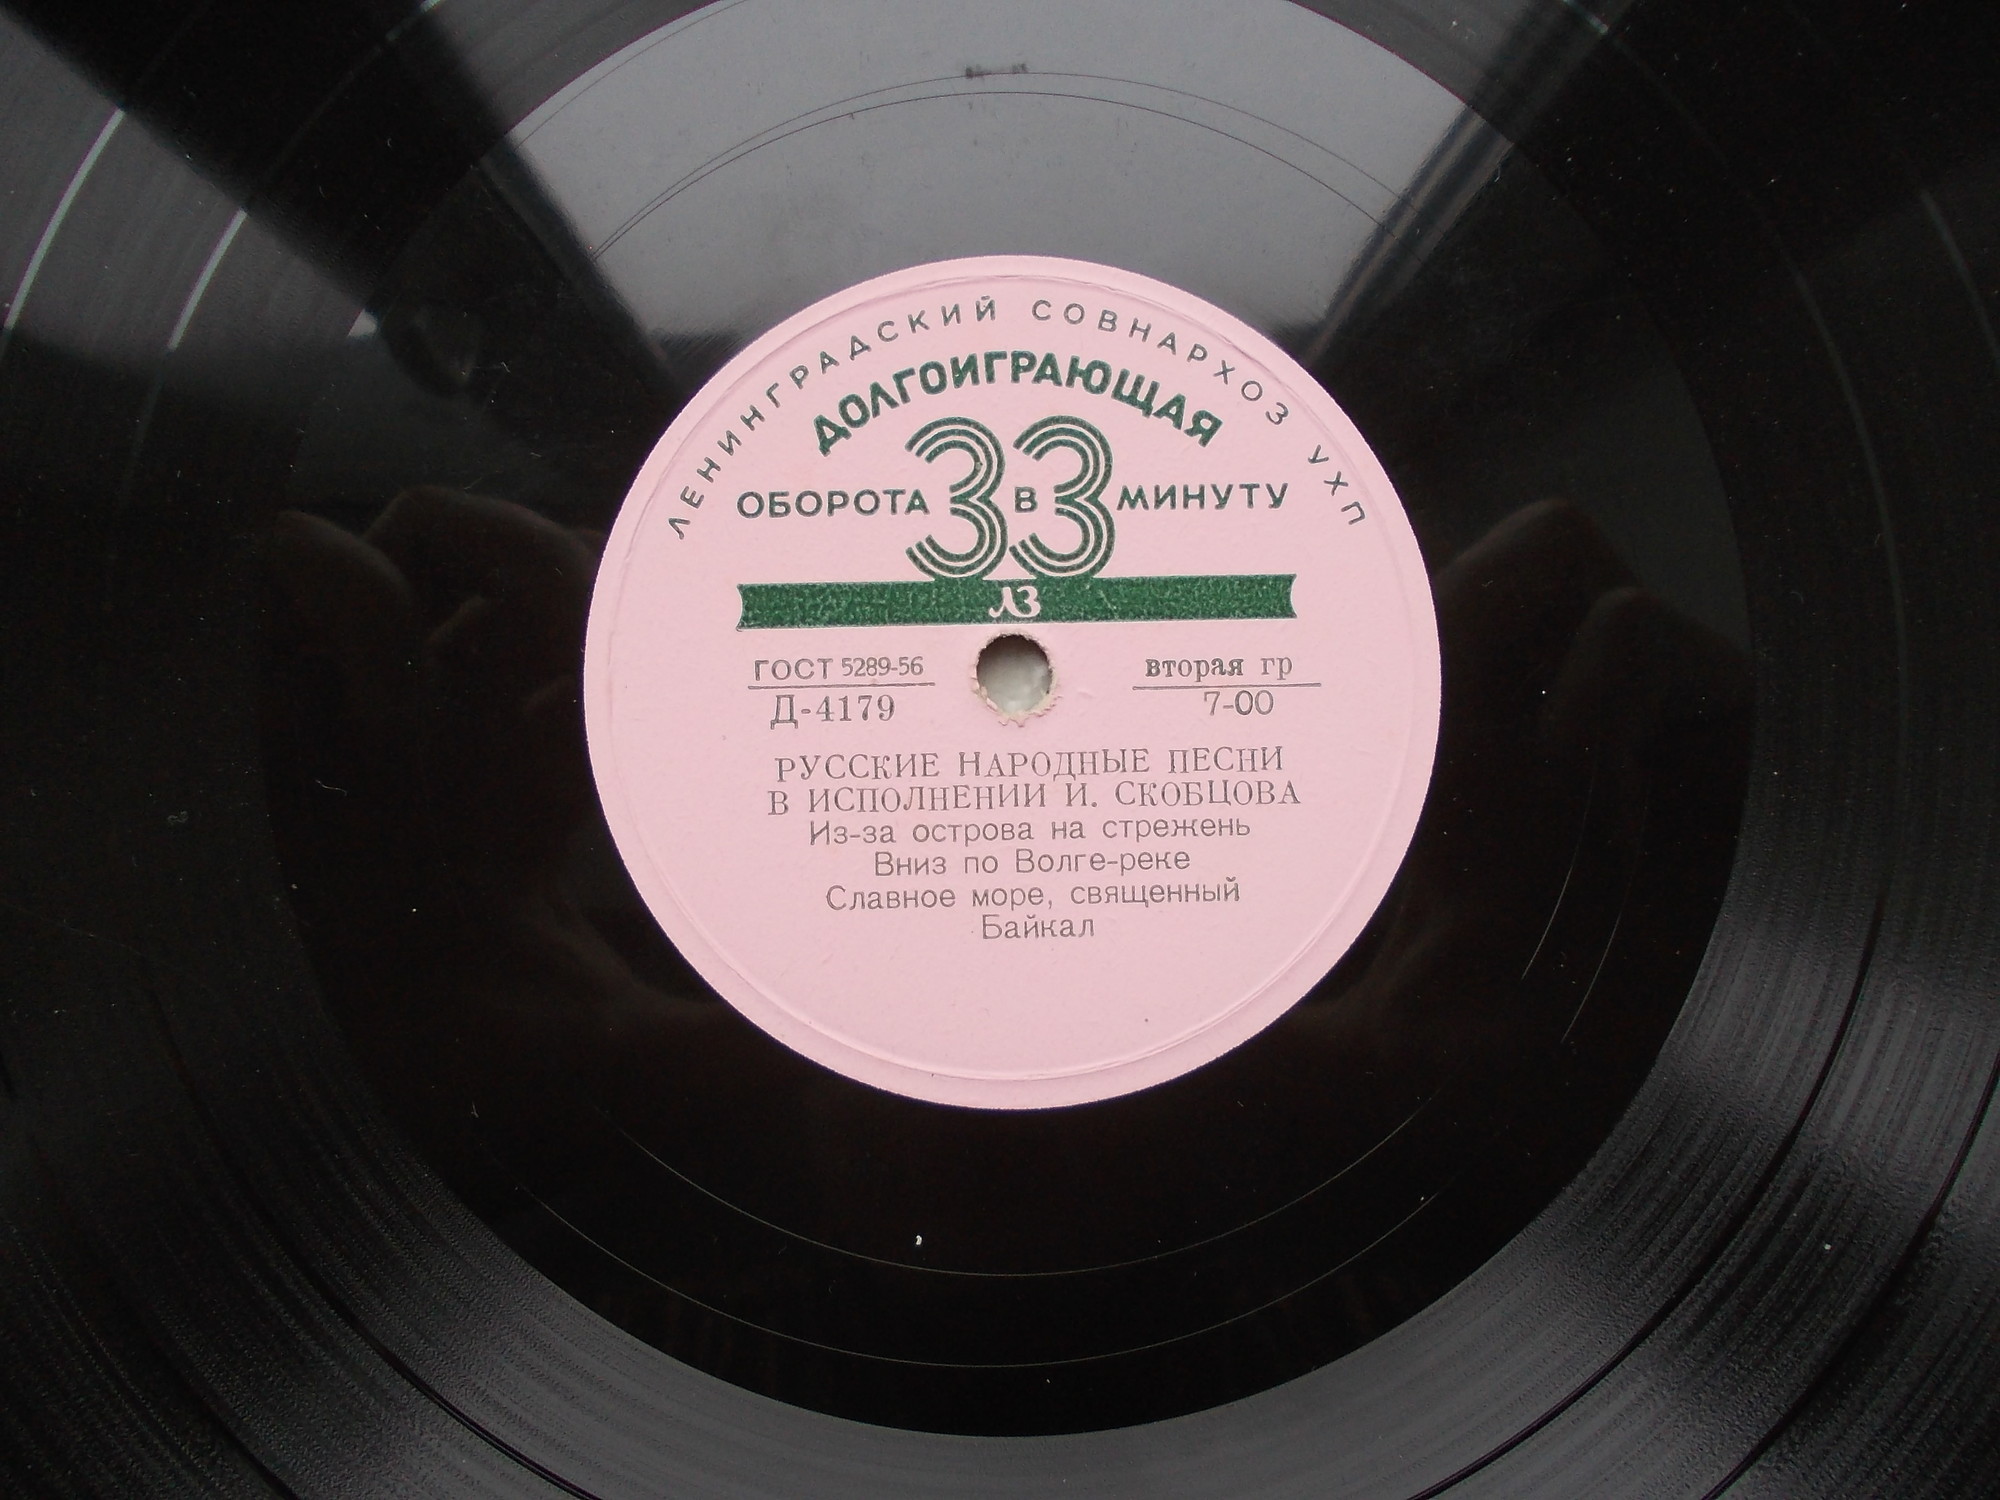 ЛЕНИНГРАДСКИЙ СОВНАРХОЗ УХП
ДОЛГОИГРАЮЩАЯ
ОБОРОТА 33 В МИНУТУ
ЛЗ
ГОСТ 5289-56
Д-4179
вторая гр
7-00
РУССКИЕ НАРОДНЫЕ ПЕСНИ
В ИСПОЛНЕНИИ И. СКОБЦОВА
Из-за острова на стрежень
Вниз по Волге-реке
Славное море, священный
Байкал